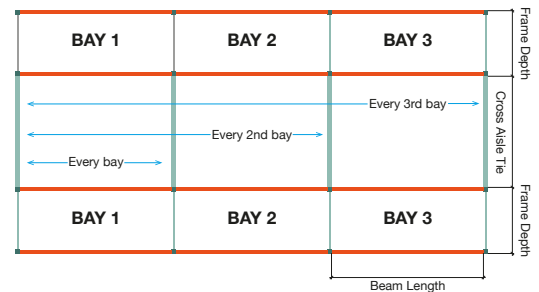 BAY 1
BAY 2
BAY 3
Frame Depth
Every 3rd bay
Every 2nd bay
Every bay
Cross Aisle Tie
BAY 1
BAY 2
BAY 3
Frame Depth
Beam Length